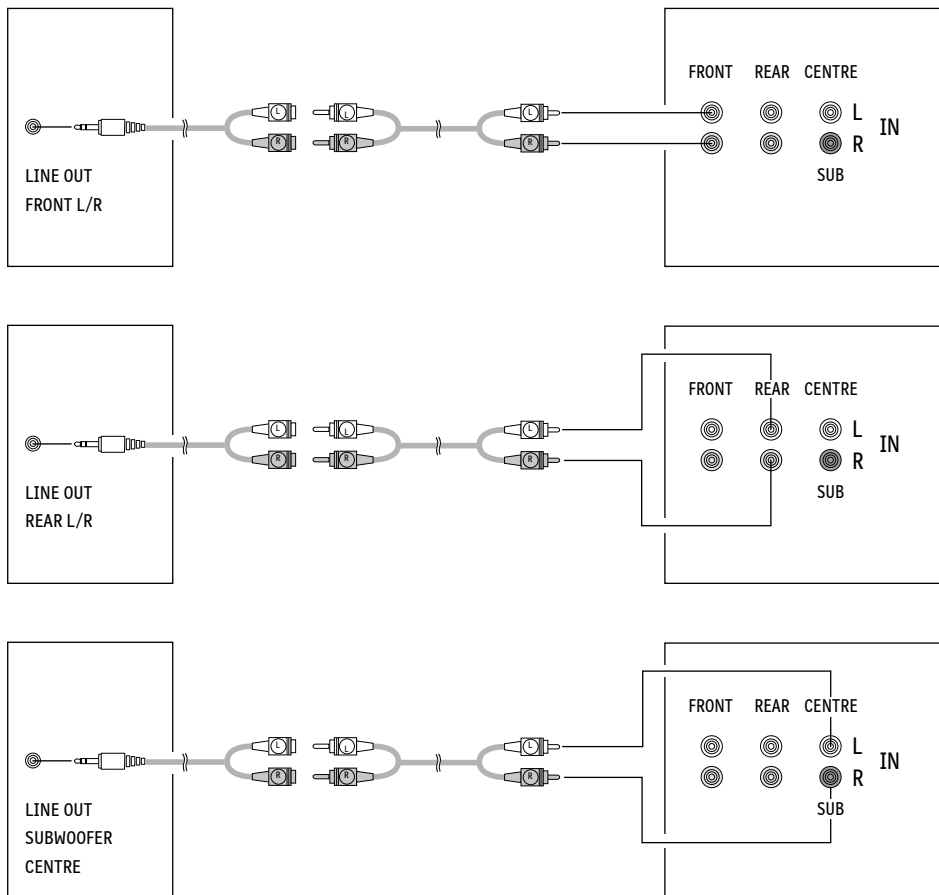 FRONT REAR CENTRE
L L L L
R R R R
IN
SUB
LINE OUT
FRONT L/R
FRONT REAR CENTRE
L L L L
R R R R
IN
SUB
LINE OUT
REAR L/R
FRONT REAR CENTRE
L L L L
R R R R
IN
SUB
LINE OUT
SUBWOOFER
CENTRE